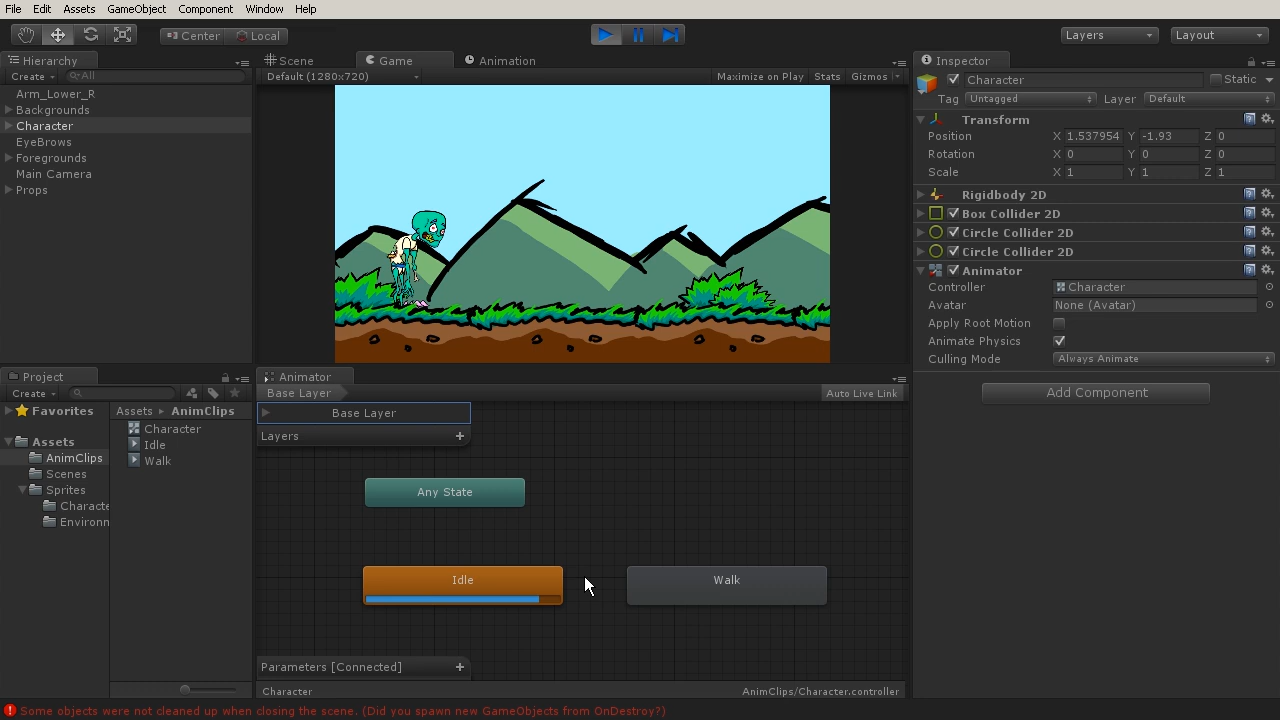 File Edit Assets GameObject Component Window Help
Center Local Layers Layout
Hierarchy
Create All
Arm_Lower_R
Backgrounds
Character
EyeBrows
Foregrounds
Main Camera
Props
Scene Game Animation
Default (1280x720) Maximize on Play Stats Gizmos
Inspector
Character Static
Tag Untagged Layer Default
Transform
Position X 1.537954 Y -1.93 Z 0
Rotation X 0 Y 0 Z 0
Scale X 1 Y 1 Z 1
Rigidbody 2D
Box Collider 2D
Circle Collider 2D
Circle Collider 2D
Animator
Controller Character
Avatar None (Avatar)
Apply Root Motion
Animate Physics
Culling Mode Always Animate
Add Component
Project
Create
Favorites
Assets
AnimClips
Scenes
Sprites
Characte
Environn
Assets AnimClips
Character
Idle
Walk
Animator
Base Layer Auto Live Link
Base Layer
Layers +
Any State
Idle
Walk
Parameters [Connected] +
Character AnimClips/Character.controller
Some objects were not cleaned up when closing the scene. (Did you spawn new GameObjects from OnDestroy?)